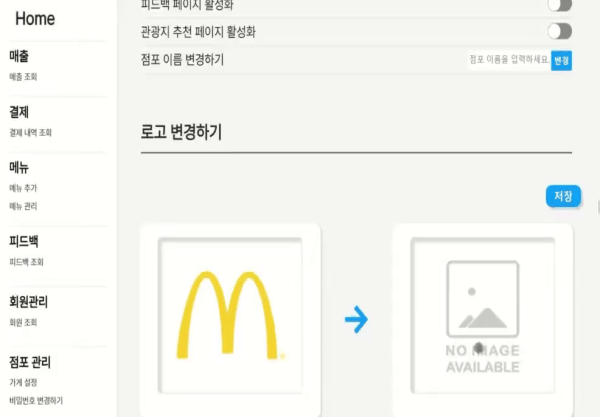 Home
매출
매출 조회
결제
결제 내역 조회
메뉴
메뉴 추가
메뉴 관리
피드백
피드백 조회
회원관리
회원 조회
점포 관리
가게 설정
비밀번호 변경하기
피드백 페이지 활성화
관광지 추천 페이지 활성화
점포 이름 변경하기
점포 이름을 입력하세요.
변경
로고 변경하기
저장
NO IMAGE
AVAILABLE